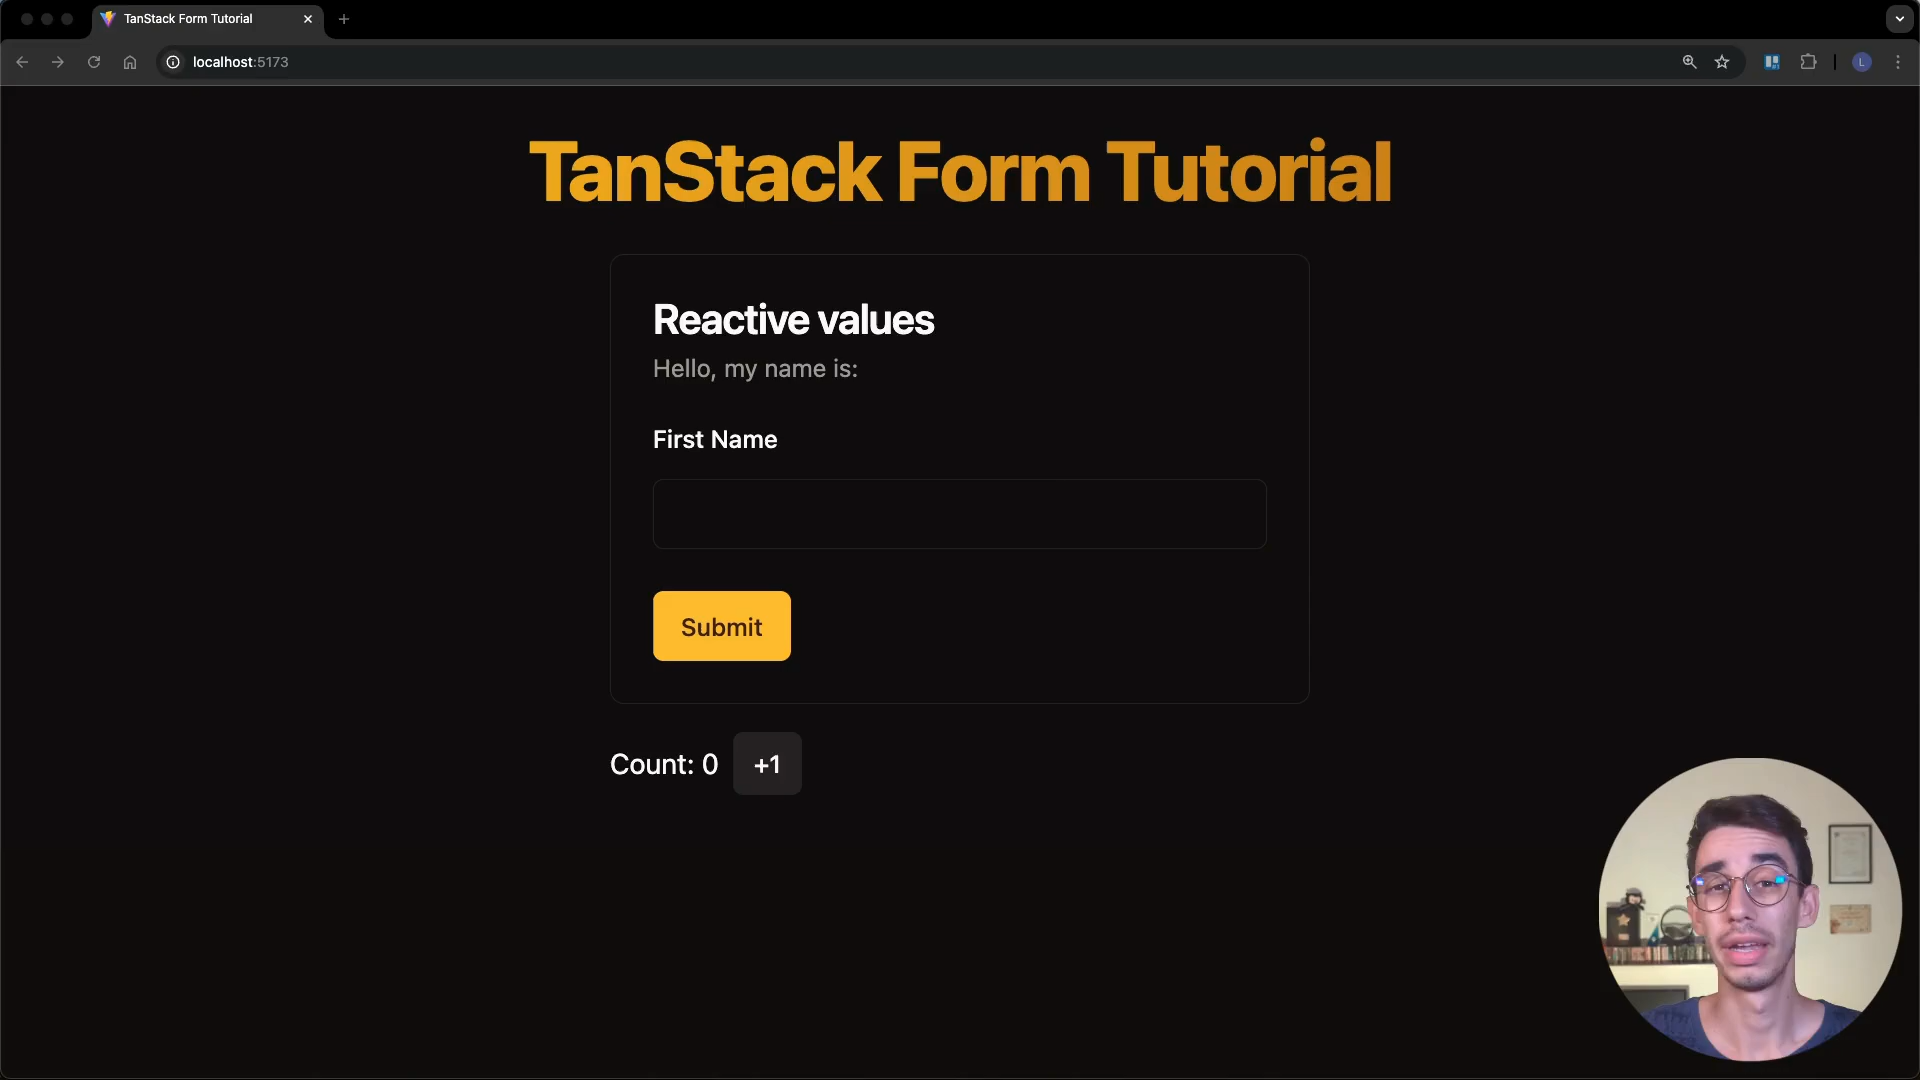 TanStack Form Tutorial
localhost:5173
L
TanStack Form Tutorial
Reactive values
Hello, my name is:
First Name
Submit
Count: 0
+1